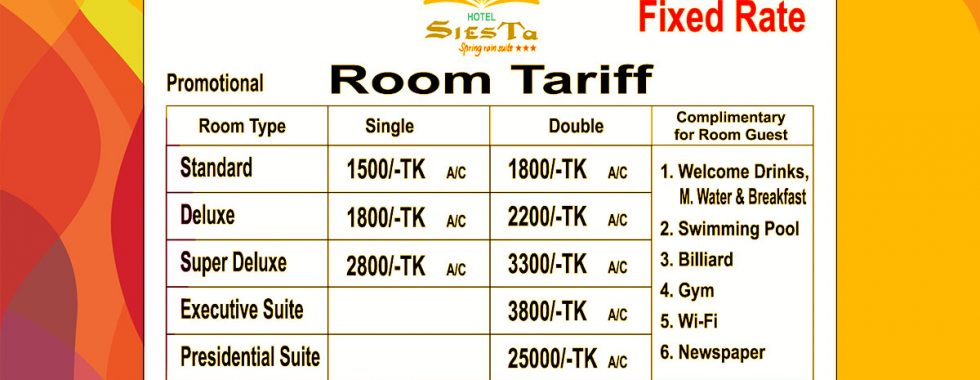 HOTEL
SIESTa
Spring rain suite ★★★
Fixed Rate
Promotional
Room Tariff
Room Type Single Double Complimentary
for Room Guest
Standard 1500/-TK A/C 1800/-TK A/C
Deluxe 1800/-TK A/C 2200/-TK A/C
Super Deluxe 2800/-TK A/C 3300/-TK A/C
Executive Suite 3800/-TK A/C
Presidential Suite 25000/-TK A/C
1. Welcome Drinks,
M. Water & Breakfast
2. Swimming Pool
3. Billiard
4. Gym
5. Wi-Fi
6. Newspaper